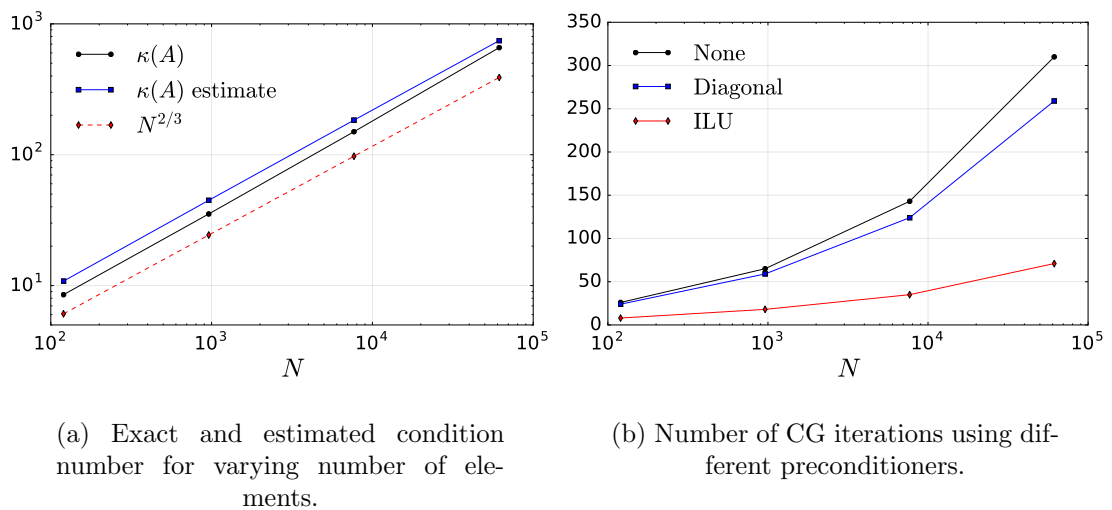 10^3
10^2
10^1
κ(A)
κ(A) estimate
N^{2/3}
10^2 10^3 10^4 10^5
N
350
300
250
200
150
100
50
0
None
Diagonal
ILU
10^2 10^3 10^4 10^5
N
(a) Exact and estimated condition
number for varying number of ele-
ments.
(b) Number of CG iterations using dif-
ferent preconditioners.